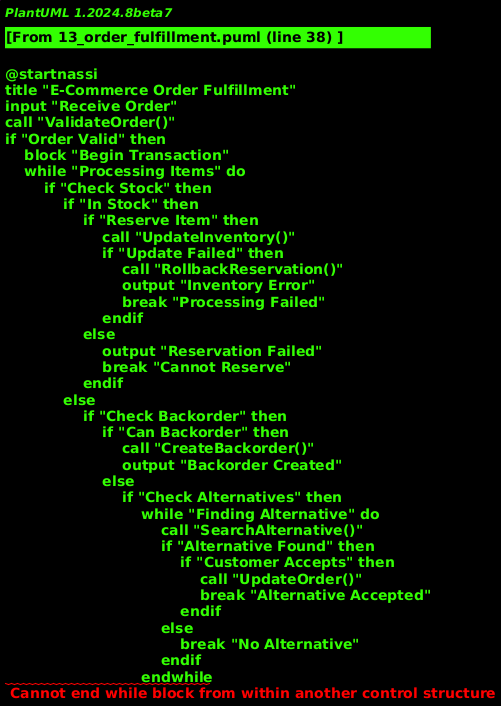 PlantUML 1.2024.8beta7
[From 13_order_fulfillment.puml (line 38) ]
@startnassi
title "E-Commerce Order Fulfillment"
input "Receive Order"
call "ValidateOrder()"
if "Order Valid" then
    block "Begin Transaction"
    while "Processing Items" do
        if "Check Stock" then
            if "In Stock" then
                if "Reserve Item" then
                    call "UpdateInventory()"
                    if "Update Failed" then
                        call "RollbackReservation()"
                        output "Inventory Error"
                        break "Processing Failed"
                    endif
                else
                    output "Reservation Failed"
                    break "Cannot Reserve"
                endif
            else
                if "Check Backorder" then
                    if "Can Backorder" then
                        call "CreateBackorder()"
                        output "Backorder Created"
                    else
                        if "Check Alternatives" then
                            while "Finding Alternative" do
                                call "SearchAlternative()"
                                if "Alternative Found" then
                                    if "Customer Accepts" then
                                        call "UpdateOrder()"
                                        break "Alternative Accepted"
                                    endif
                                else
                                    break "No Alternative"
                                endif
                            endwhile
Cannot end while block from within another control structure